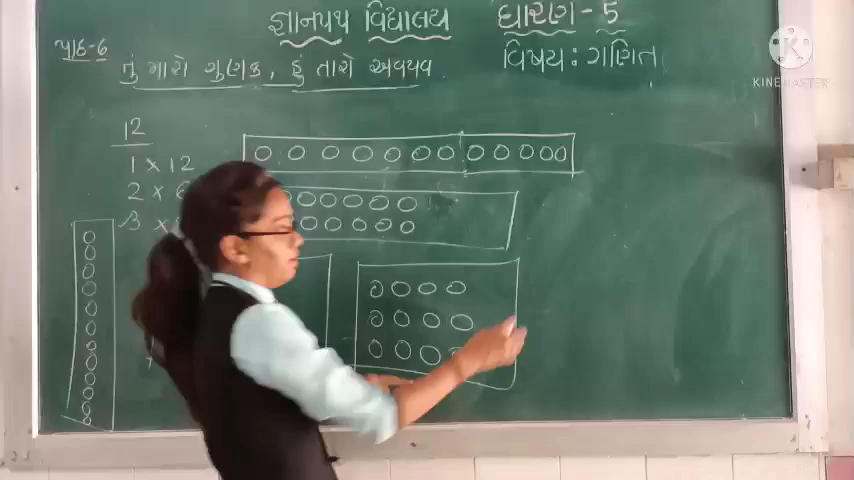 જ્ઞાનપથ વિદ્યાલય
ધોરણ - 5
પાઠ-6
તું મારો ગુણક, હું તારો અવયવ
વિષય : ગણિત
KINEMASTER
12
1 x 12
2 x 6
3 x